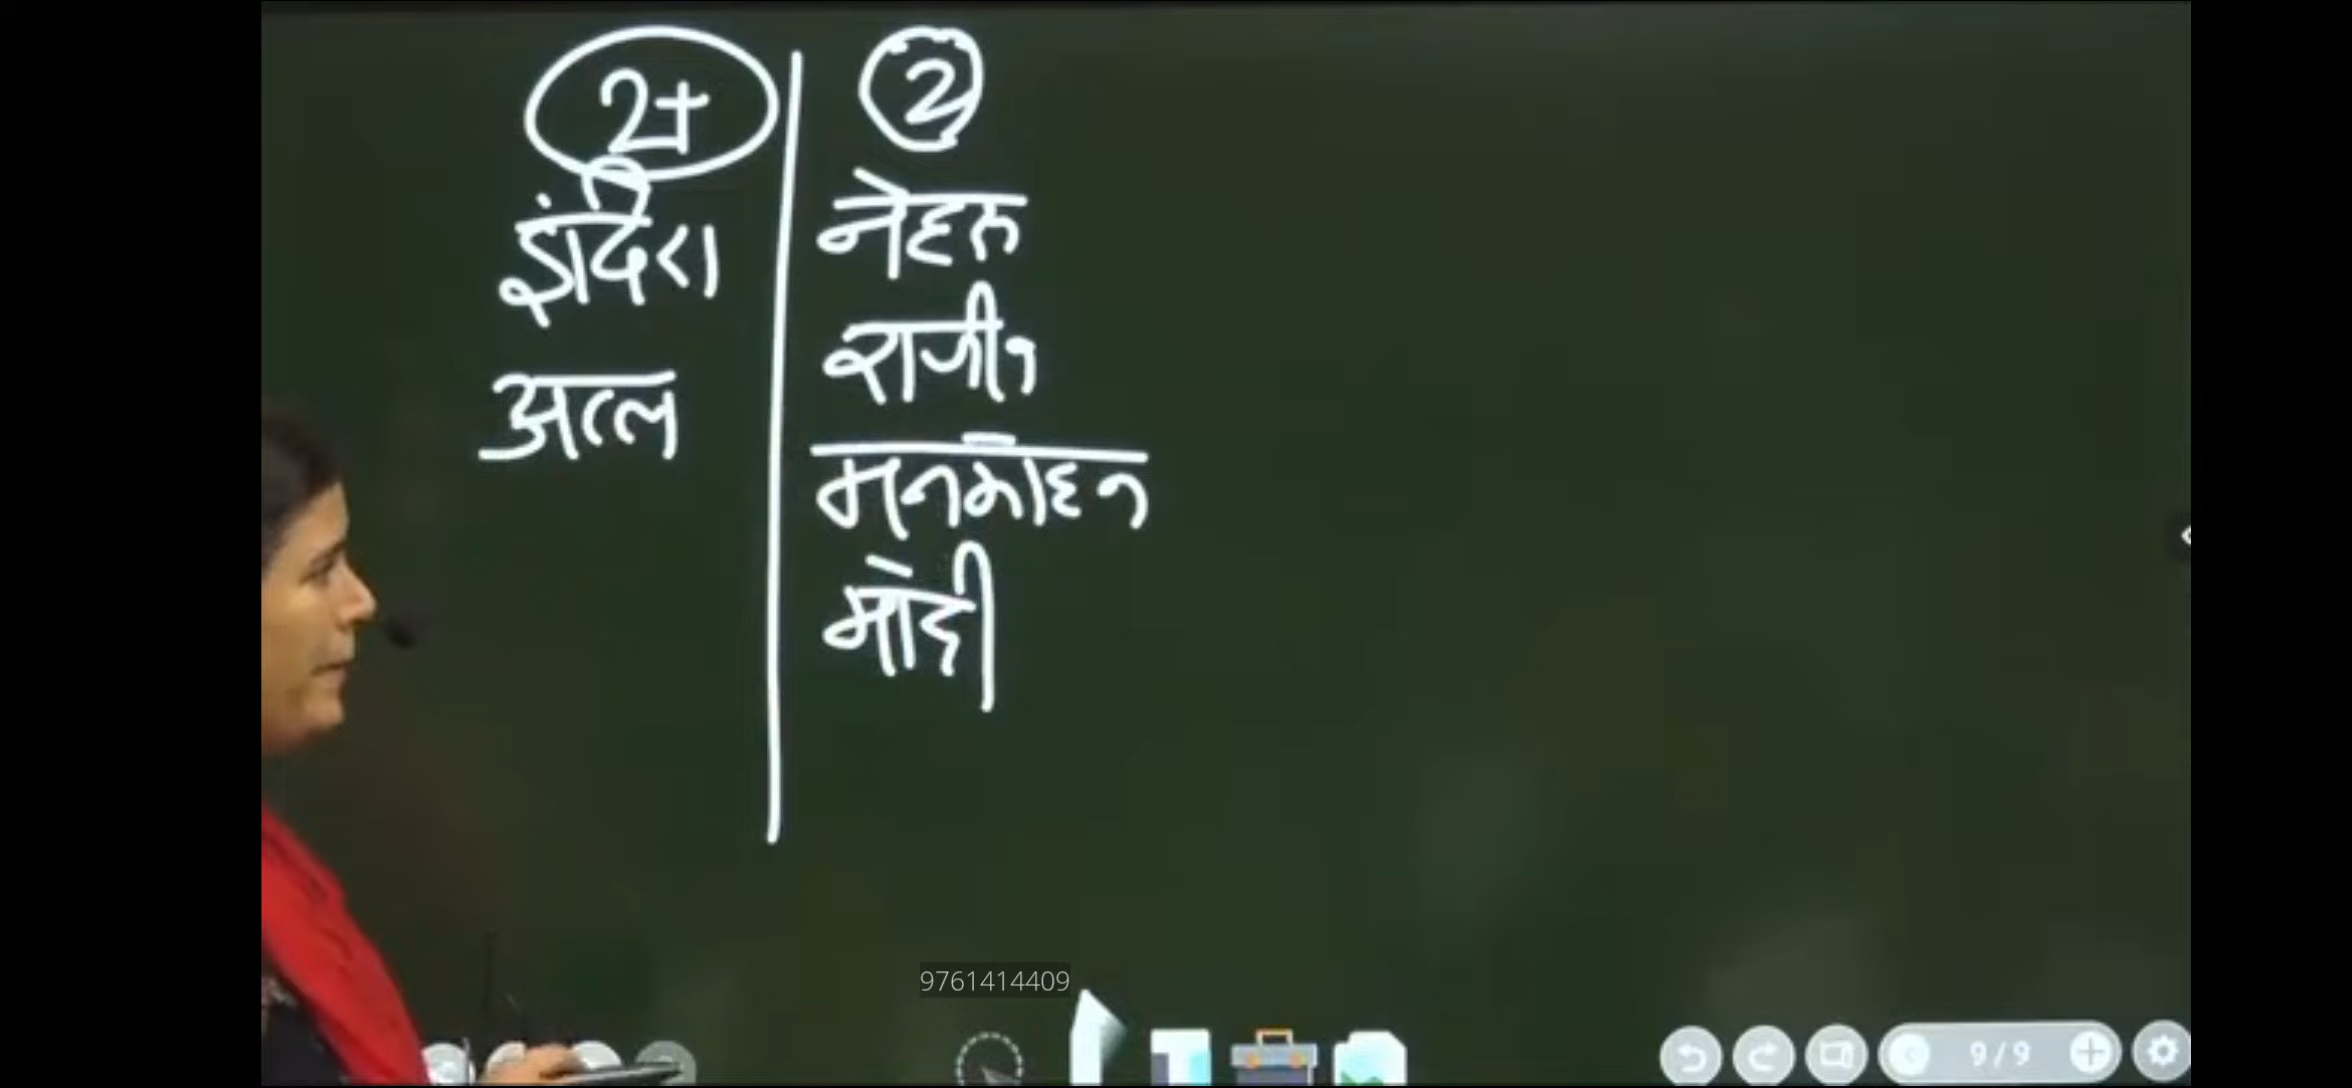 2+
इंदिरा
अटल
2
नेहरू
राजीव
मनमोहन
मोदी
9761414409
9/9